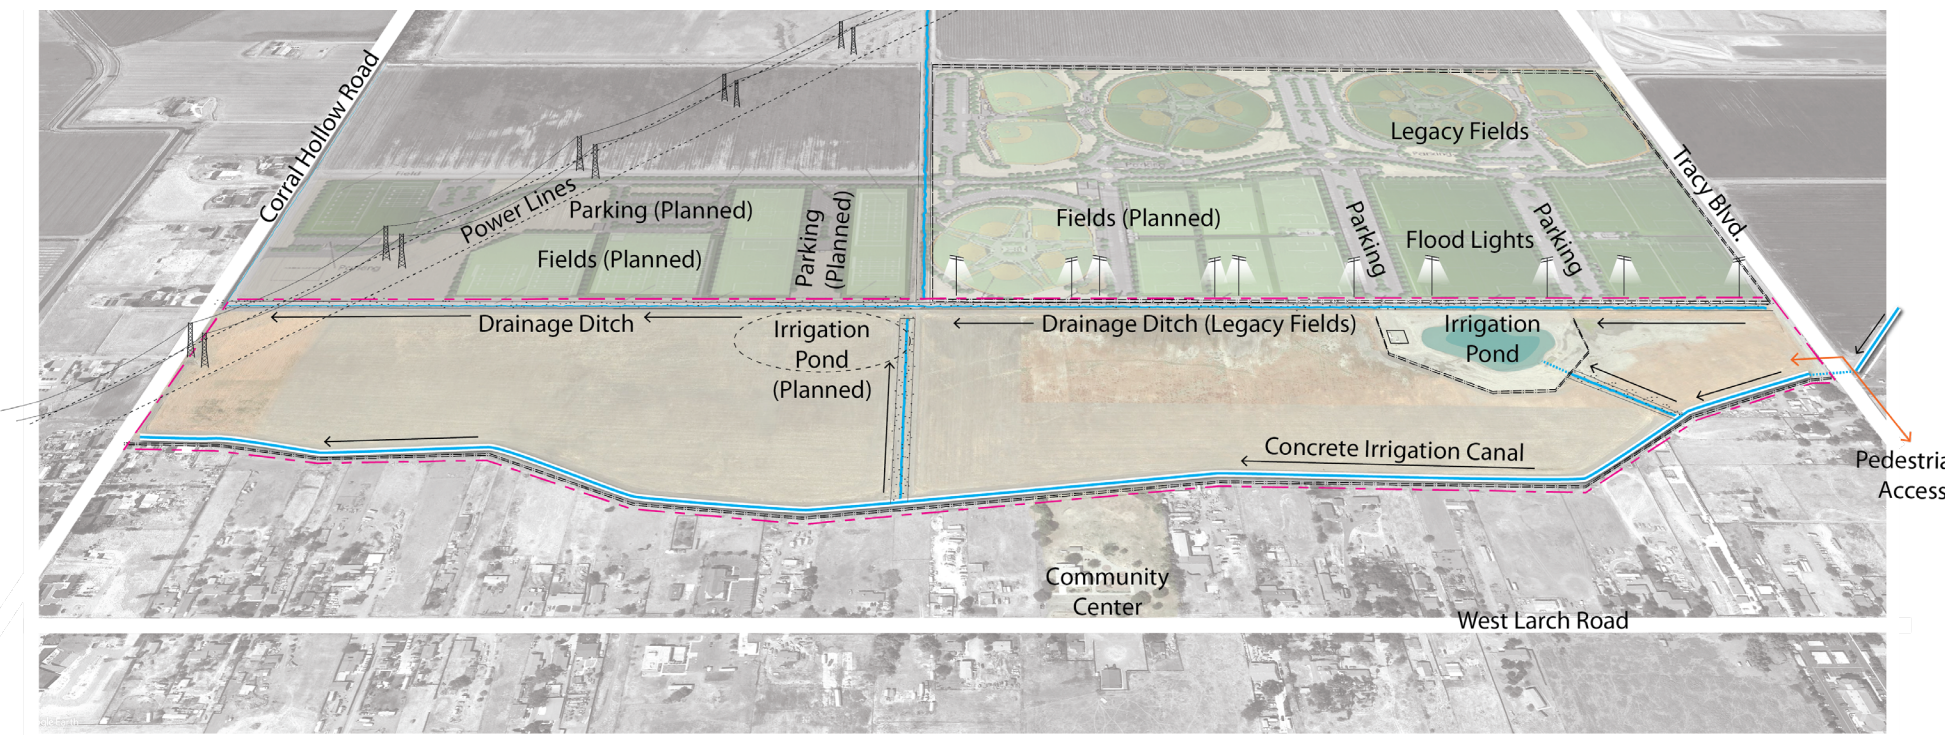 Corral Hollow Road
Power Lines
Parking (Planned)
Fields (Planned)
Parking
(Planned)
Legacy Fields
Fields (Planned)
Parking
Flood Lights
Parking
Tracy Blvd.
Drainage Ditch
Irrigation
Pond
(Planned)
Drainage Ditch (Legacy Fields)
Irrigation
Pond
Concrete Irrigation Canal
Pedestria
Access
Community
Center
West Larch Road